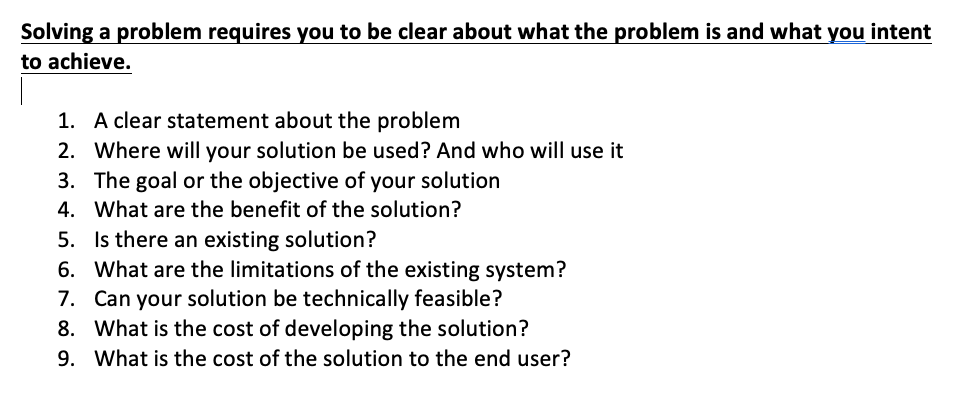 Solving a problem requires you to be clear about what the problem is and what you intent
to achieve.
1. A clear statement about the problem
2. Where will your solution be used? And who will use it
3. The goal or the objective of your solution
4. What are the benefit of the solution?
5. Is there an existing solution?
6. What are the limitations of the existing system?
7. Can your solution be technically feasible?
8. What is the cost of developing the solution?
9. What is the cost of the solution to the end user?